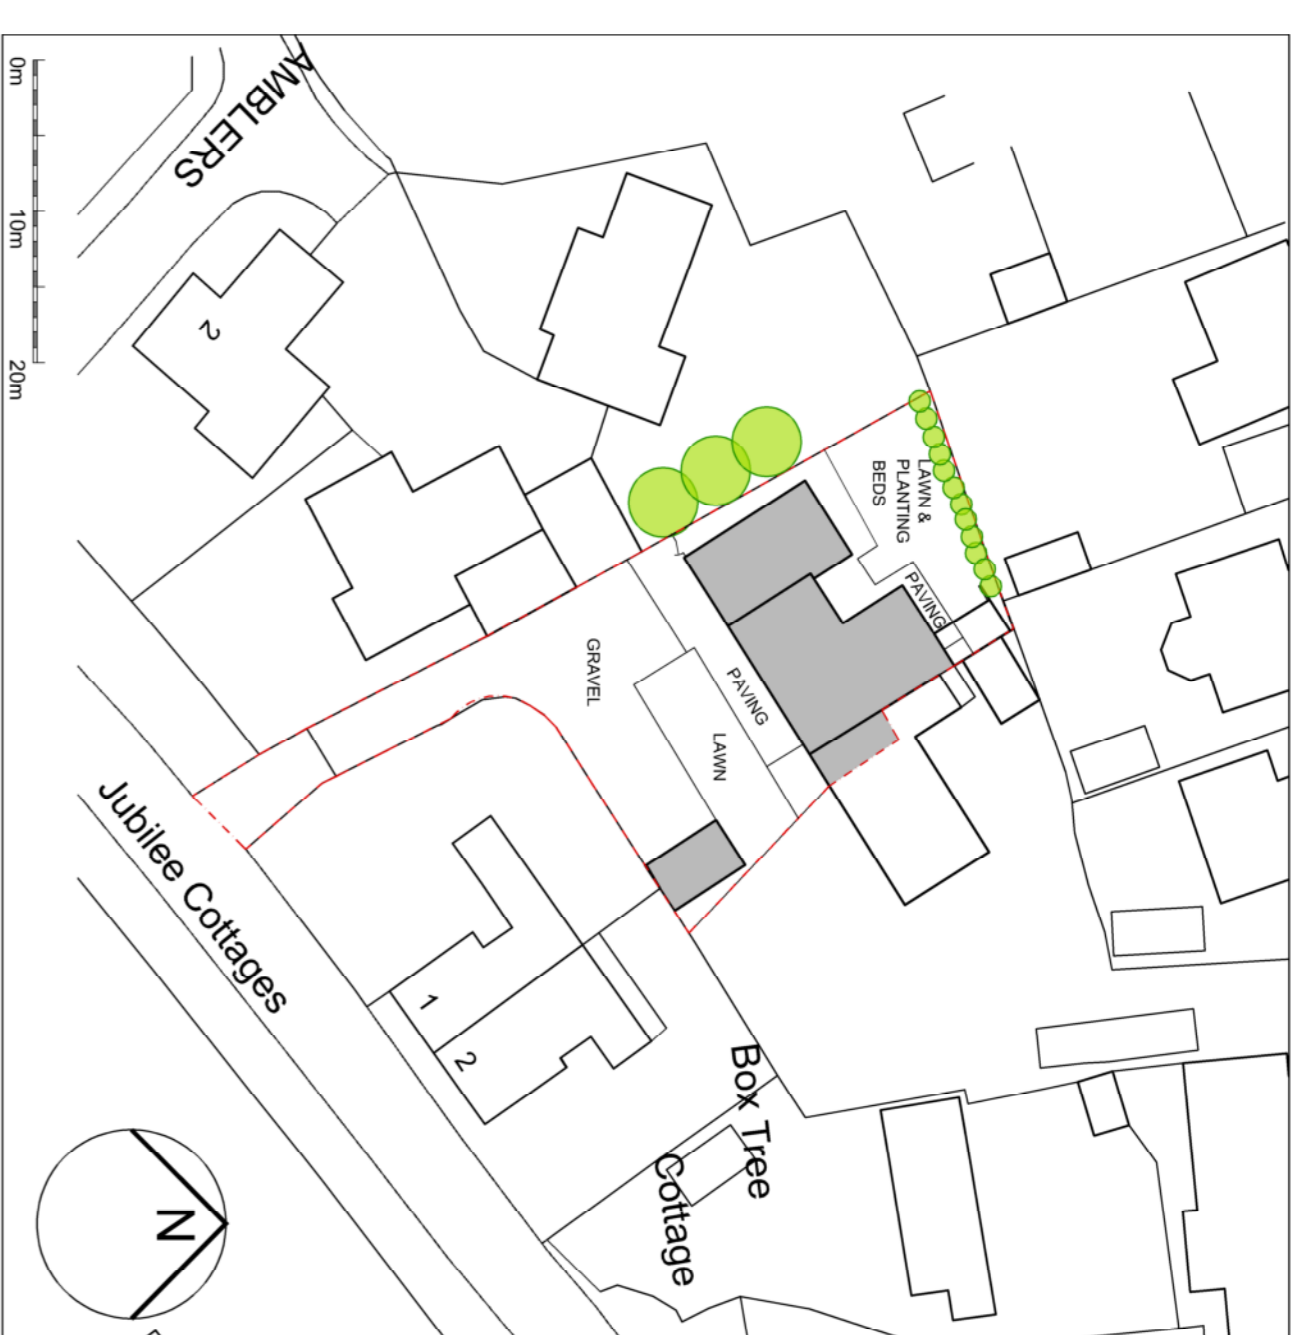 0m
10m
20m
AMBLERS
2
LAWN &
PLANTING
BEDS
PAVING
GRAVEL
PAVING
LAWN
Jubilee Cottages
1
2
Box Tree
Cottage
N